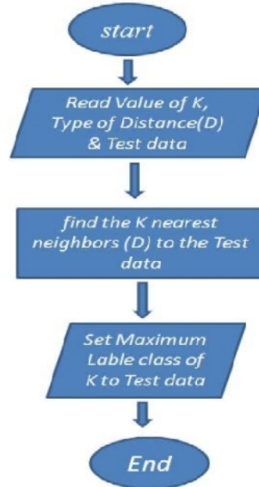 start
Read Value of K,
Type of Distance(D)
& Test data
find the K nearest
neighbors (D) to the Test
data
Set Maximum
Lable class of
K to Test data
End